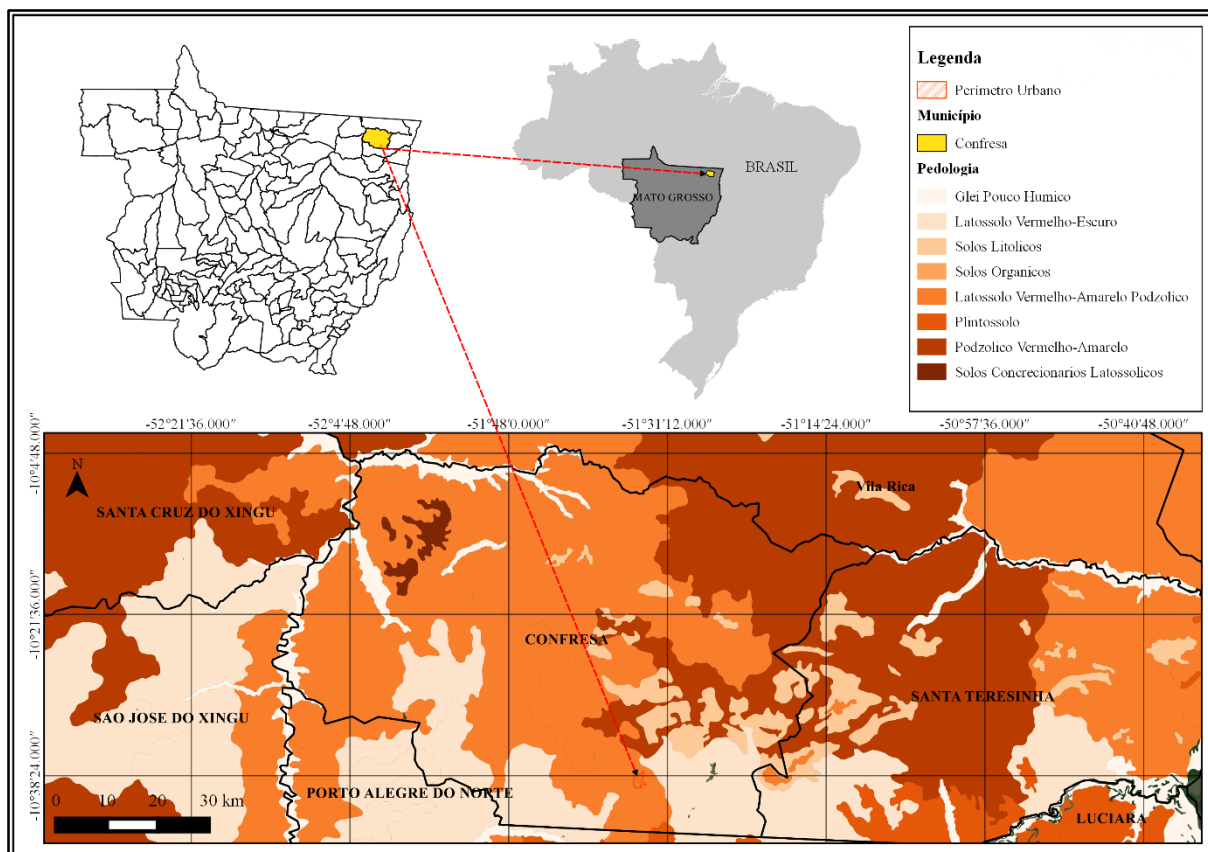 BRASIL
MATO GROSSO
Legenda
Perimetro Urbano
Município
Confresa
Pedologia
Glei Pouco Humico
Latossolo Vermelho-Escuro
Solos Litolicos
Solos Organicos
Latossolo Vermelho-Amarelo Podzolico
Plintossolo
Podzolico Vermelho-Amarelo
Solos Concrecionarios Latossolicos
-52°21'36.000"
-52°4'48.000"
-51°48'0.000"
-51°31'12.000"
-51°14'24.000"
-50°57'36.000"
-50°40'48.000"
-10°4'48.000"
-10°21'36.000"
-10°38'24.000"
N
SANTA CRUZ DO XINGU
Vila Rica
CONFRESA
SAO JOSE DO XINGU
SANTA TERESINHA
PORTO ALEGRE DO NORTE
LUCIARA
0 10 20 30 km